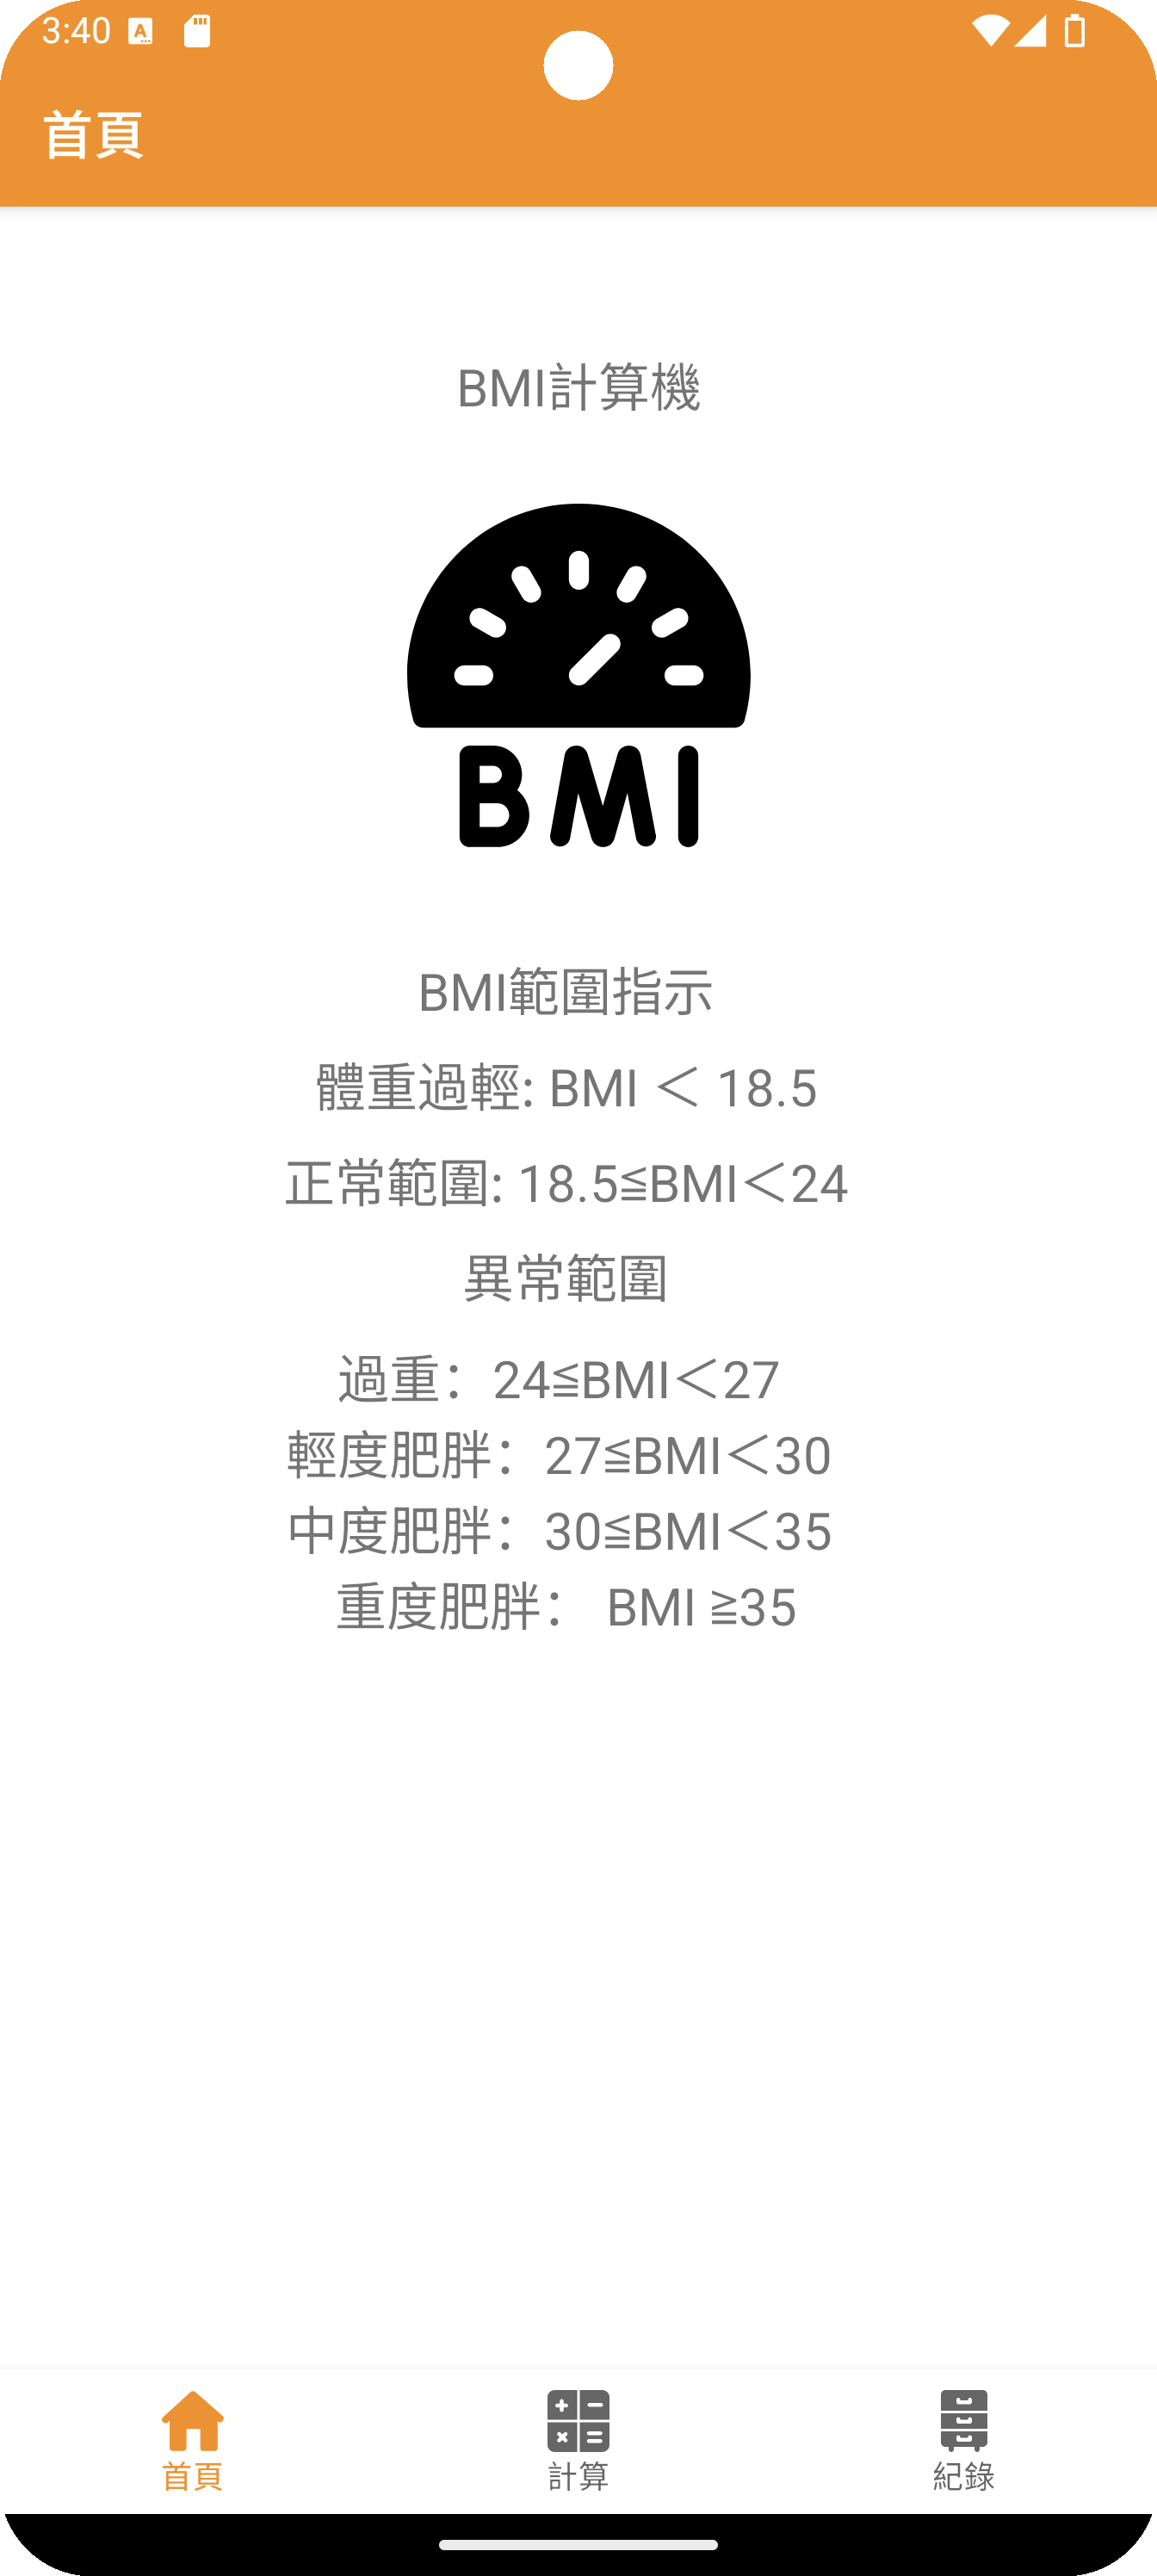 3:40
首頁
BMI計算機
BMI
BMI範圍指示
體重過輕: BMI ＜ 18.5
正常範圍: 18.5≦BMI＜24
異常範圍
過重：24≦BMI＜27
輕度肥胖：27≦BMI＜30
中度肥胖：30≦BMI＜35
重度肥胖： BMI ≧35
首頁
計算
紀錄